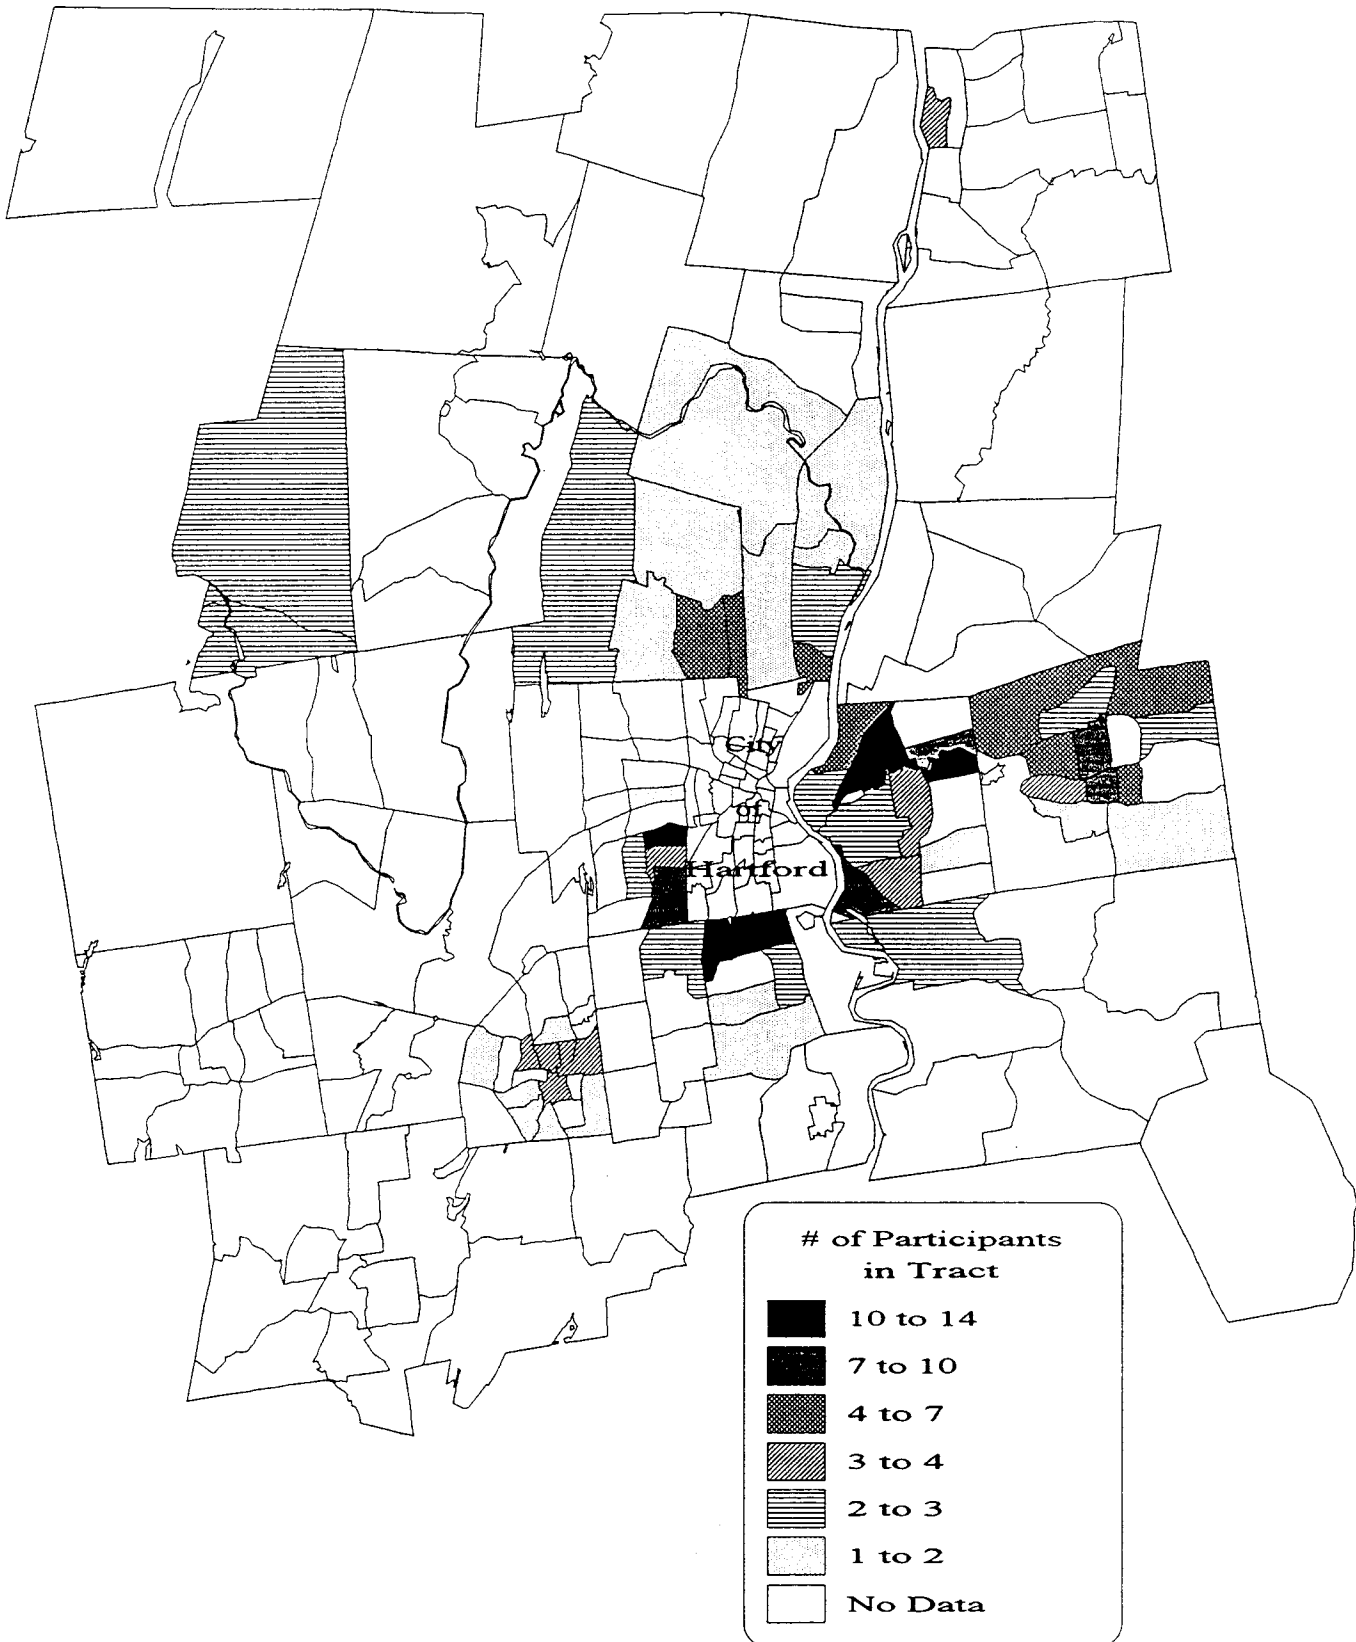 City
of
Hartford
# of Participants
in Tract
10 to 14
7 to 10
4 to 7
3 to 4
2 to 3
1 to 2
No Data